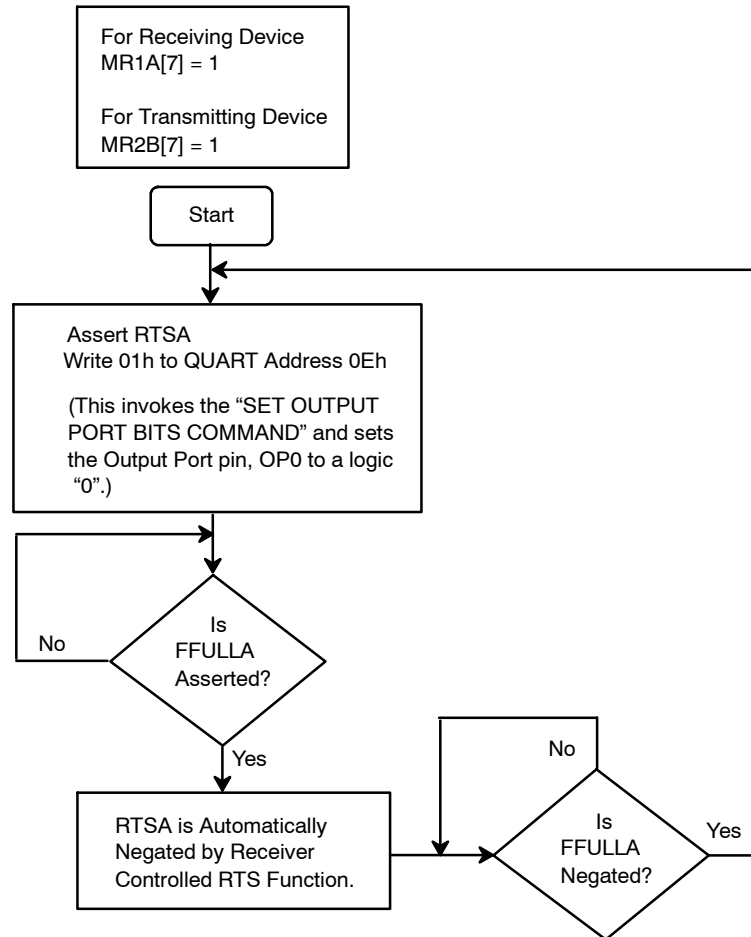 For Receiving Device
MR1A[7] = 1
For Transmitting Device
MR2B[7] = 1
Start
Assert RTSA
Write 01h to QUART Address 0Eh
(This invokes the “SET OUTPUT
PORT BITS COMMAND” and sets
the Output Port pin, OP0 to a logic
“0”.)
Is
FFULLA
Asserted?
No
Yes
RTSA is Automatically
Negated by Receiver
Controlled RTS Function.
No
Is
FFULLA
Negated?
Yes